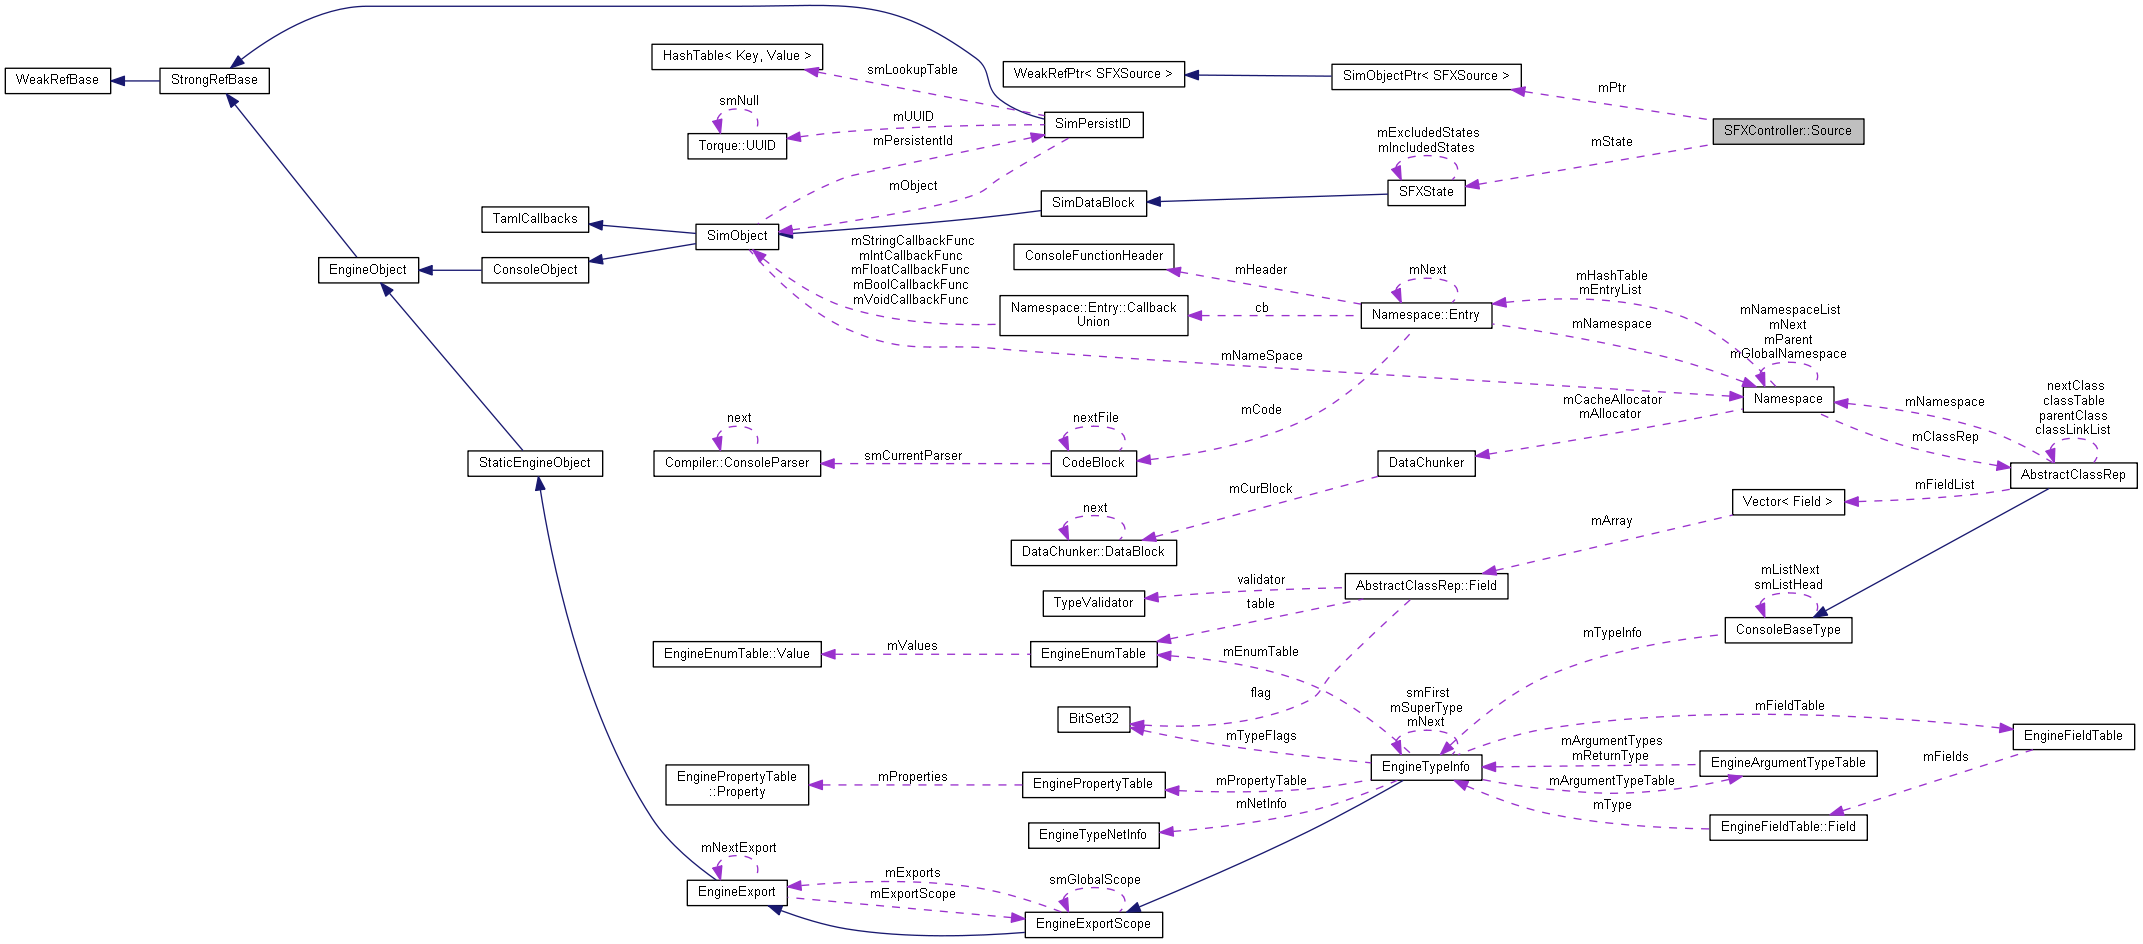 HashTable< Key, Value >
smLookupTable
WeakRefBase
StrongRefBase
WeakRefPtr< SFXSource >
SimObjectPtr< SFXSource >
mPtr
smNull
mUUID
SimPersistID
Torque::UUID
mPersistentId
SFXController::Source
mExcludedStates
mIncludedStates
mState
mObject
SFXState
SimDataBlock
TamlCallbacks
SimObject
mStringCallbackFunc
mIntCallbackFunc
mFloatCallbackFunc
mBoolCallbackFunc
mVoidCallbackFunc
ConsoleFunctionHeader
mHeader
mNext
mHashTable
mEntryList
EngineObject
ConsoleObject
Namespace::Entry::Callback
Union
cb
Namespace::Entry
mNamespace
mNamespaceList
mNext
mParent
mGlobalNamespace
mNameSpace
Namespace
nextClass
classTable
parentClass
classLinkList
mNamespace
mClassRep
mCacheAllocator
mAllocator
mCode
next
nextFile
StaticEngineObject
Compiler::ConsoleParser
smCurrentParser
CodeBlock
DataChunker
AbstractClassRep
mCurBlock
mFieldList
Vector< Field >
next
mArray
DataChunker::DataBlock
validator
AbstractClassRep::Field
TypeValidator
table
mListNext
smListHead
ConsoleBaseType
mTypeInfo
EngineEnumTable::Value
mValues
EngineEnumTable
mEnumTable
flag
smFirst
mSuperType
mNext
BitSet32
mTypeFlags
mFieldTable
EngineFieldTable
mArgumentTypes
mReturnType
mFields
EngineTypeInfo
EngineArgumentTypeTable
mArgumentTypeTable
EnginePropertyTable
::Property
mProperties
EnginePropertyTable
mPropertyTable
mNetInfo
mType
EngineTypeNetInfo
EngineFieldTable::Field
mNextExport
mExports
smGlobalScope
EngineExport
mExportScope
EngineExportScope